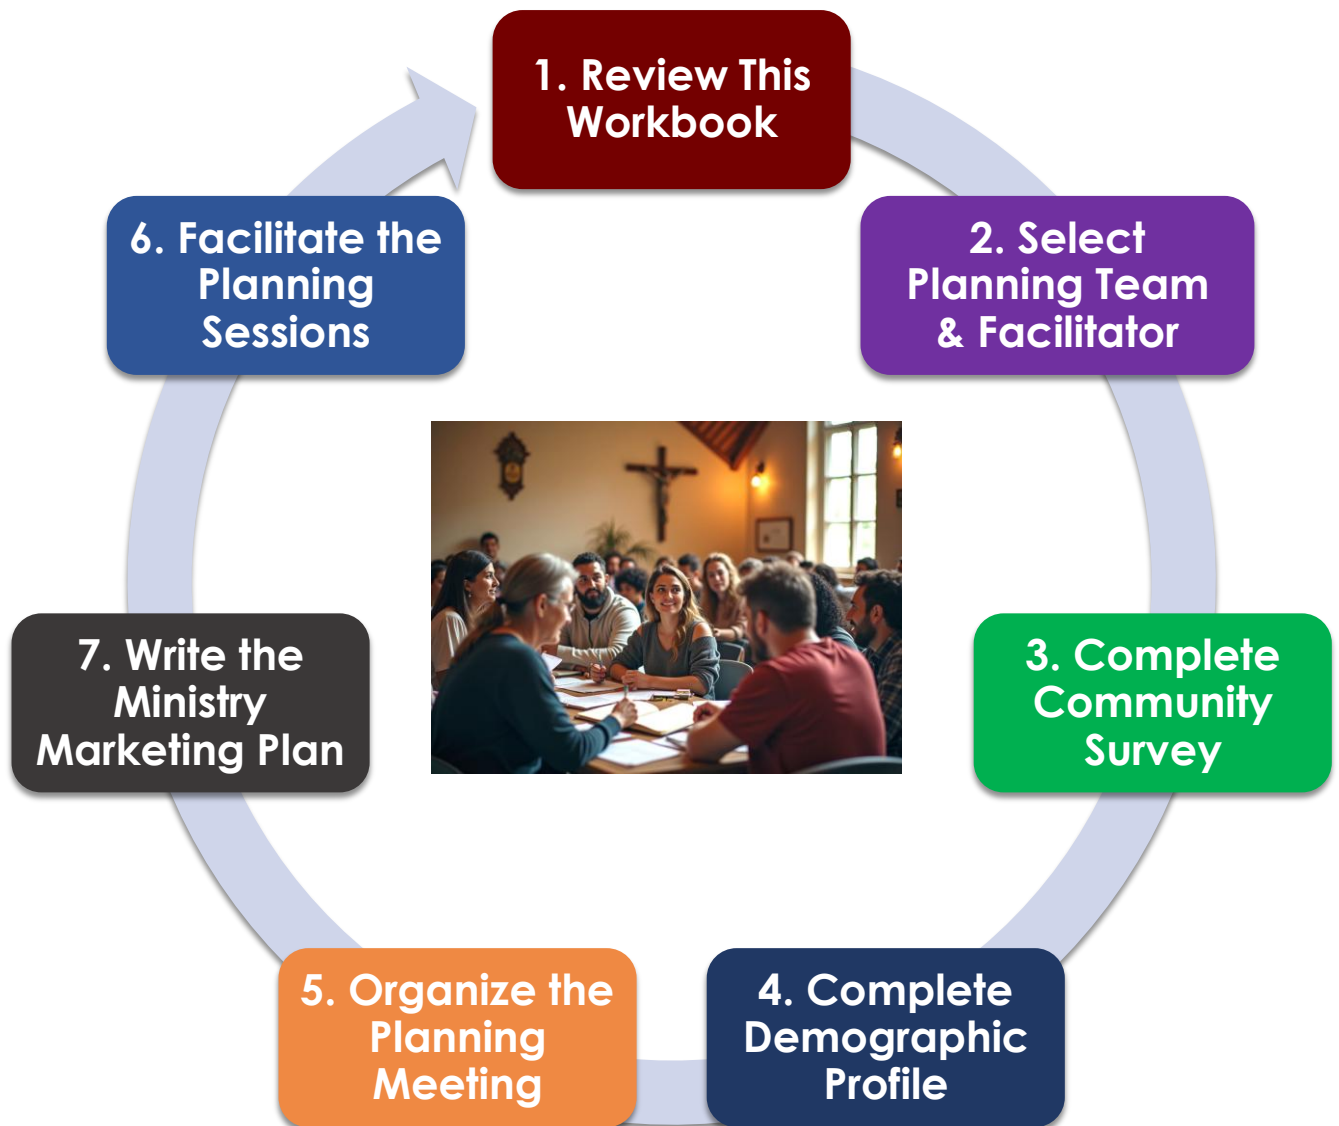 1. Review This
Workbook
2. Select
Planning Team
& Facilitator
3. Complete
Community
Survey
4. Complete
Demographic
Profile
5. Organize the
Planning
Meeting
7. Write the
Ministry
Marketing Plan
6. Facilitate the
Planning
Sessions